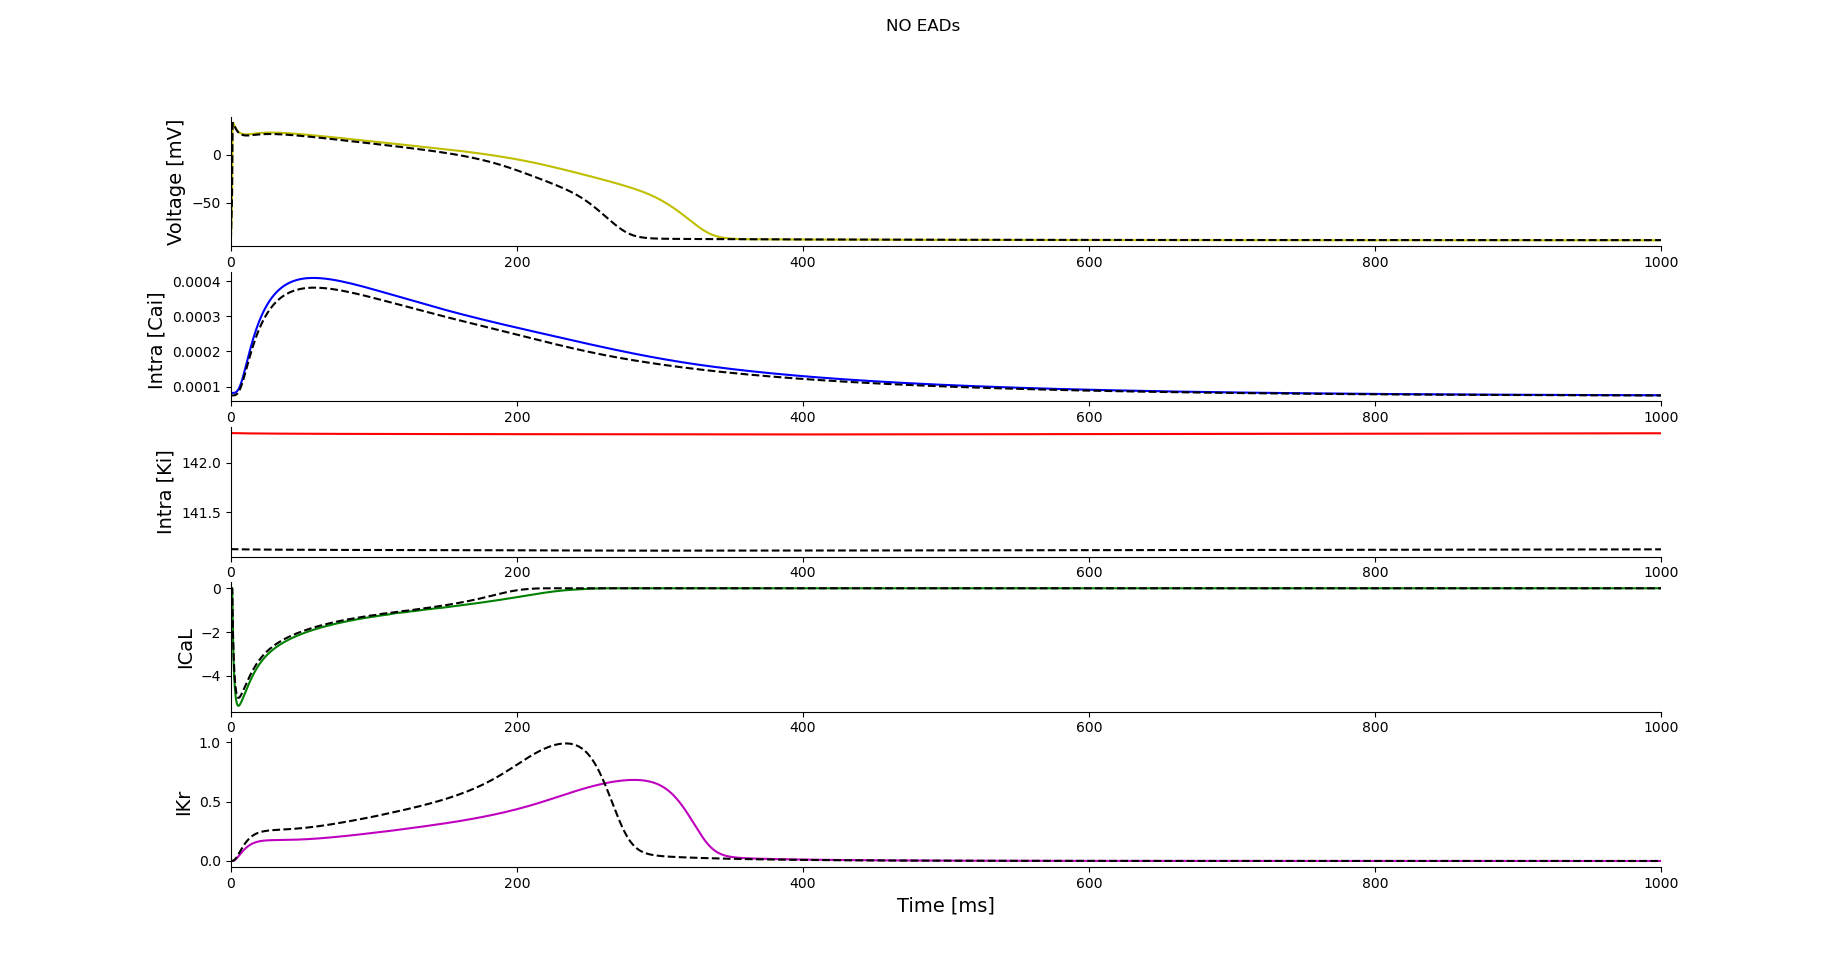 NO EADs
Voltage [mV]
0
−50
0 200 400 600 800 1000
Intra [Cai]
0.0004
0.0003
0.0002
0.0001
0 200 400 600 800 1000
Intra [Ki]
142.0
141.5
0 200 400 600 800 1000
ICaL
0
−2
−4
0 200 400 600 800 1000
IKr
1.0
0.5
0.0
0 200 400 600 800 1000
Time [ms]